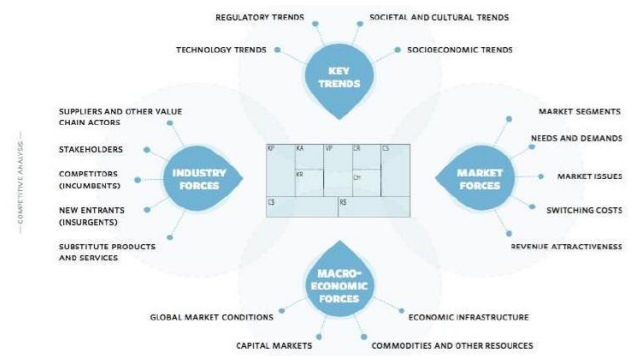 REGULATORY TRENDS
SOCIETAL AND CULTURAL TRENDS
TECHNOLOGY TRENDS
SOCIOECONOMIC TRENDS
KEY
TRENDS
SUPPLIERS AND OTHER VALUE
CHAIN ACTORS
STAKEHOLDERS
COMPETITORS
(INCUMBENTS)
NEW ENTRANTS
(INSURGENTS)
SUBSTITUTE PRODUCTS
AND SERVICES
— COMPETITIVE ANALYSIS —
INDUSTRY
FORCES
KP KA VP CR CS
KR CH
C$ R$
MARKET
FORCES
MARKET SEGMENTS
NEEDS AND DEMANDS
MARKET ISSUES
SWITCHING COSTS
REVENUE ATTRACTIVENESS
MACRO-
ECONOMIC
FORCES
GLOBAL MARKET CONDITIONS
ECONOMIC INFRASTRUCTURE
CAPITAL MARKETS
COMMODITIES AND OTHER RESOURCES